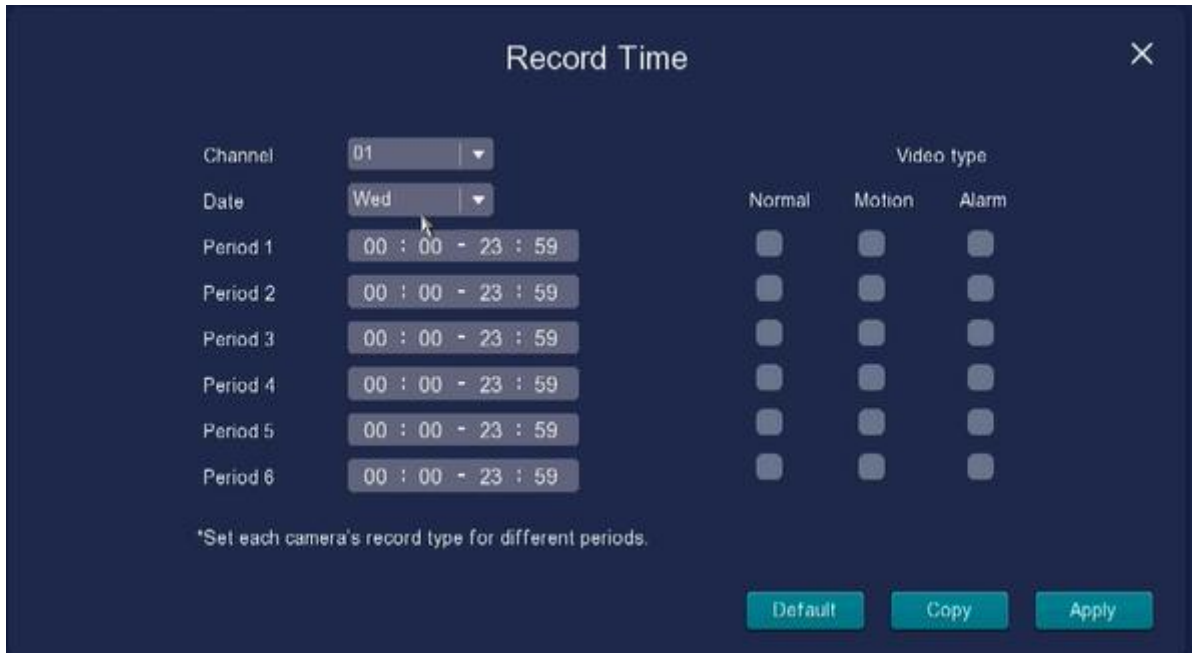 Record Time
Channel 01 Video type
Date Wed Normal Motion Alarm
Period 1 00 : 00 - 23 : 59
Period 2 00 : 00 - 23 : 59
Period 3 00 : 00 - 23 : 59
Period 4 00 : 00 - 23 : 59
Period 5 00 : 00 - 23 : 59
Period 6 00 : 00 - 23 : 59
*Set each camera's record type for different periods.
Default Copy Apply